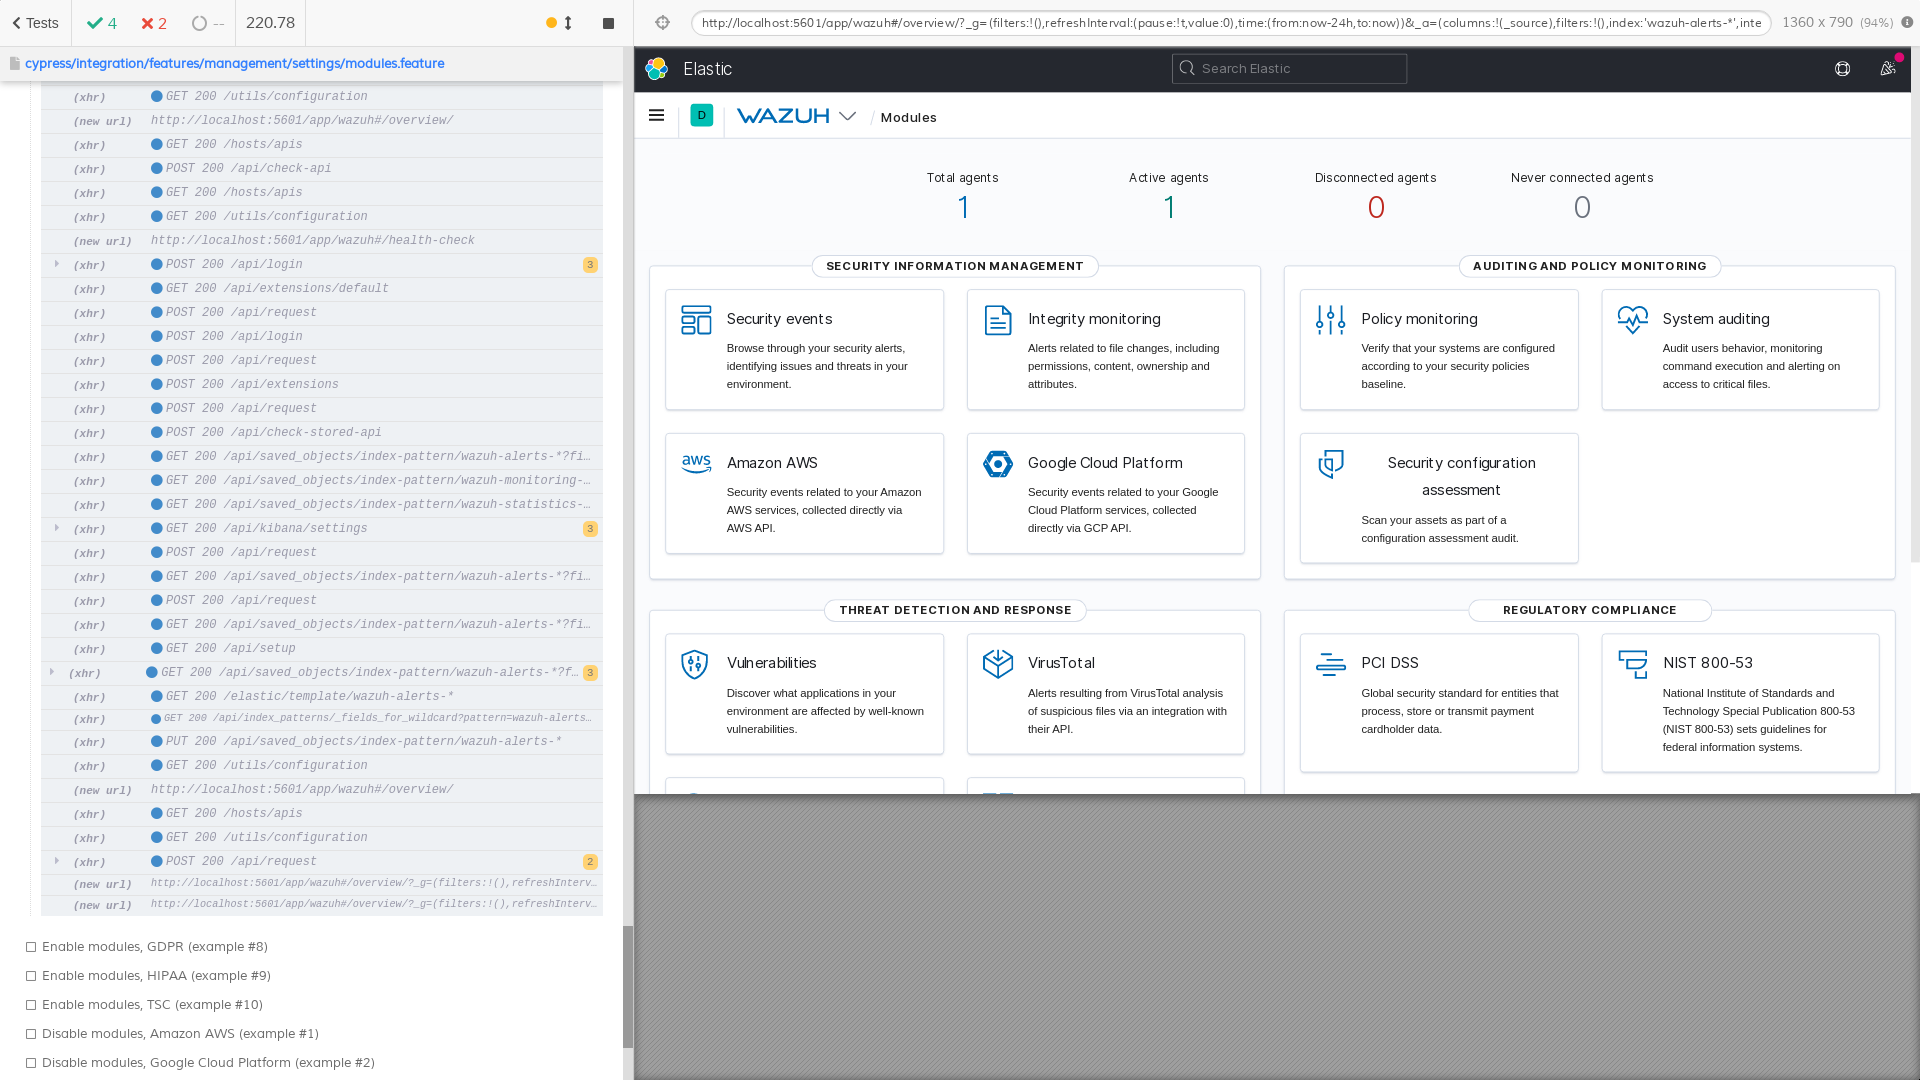 Tests
4
2
--
220.78
http://localhost:5601/app/wazuh#/overview/?_g=(filters:!(),refreshInterval:(pause:!t,value:0),time:(from:now-24h,to:now))&_a=(columns:!(_source),filters:!(),index:'wazuh-alerts-*',inte
1360 x 790 (94%)
cypress/integration/features/management/settings/modules.feature
(xhr) GET 200 /utils/configuration
(new url) http://localhost:5601/app/wazuh#/overview/
(xhr) GET 200 /hosts/apis
(xhr) POST 200 /api/check-api
(xhr) GET 200 /hosts/apis
(xhr) GET 200 /utils/configuration
(new url) http://localhost:5601/app/wazuh#/health-check
(xhr) POST 200 /api/login 3
(xhr) GET 200 /api/extensions/default
(xhr) POST 200 /api/request
(xhr) POST 200 /api/login
(xhr) POST 200 /api/request
(xhr) POST 200 /api/extensions
(xhr) POST 200 /api/request
(xhr) POST 200 /api/check-stored-api
(xhr) GET 200 /api/saved_objects/index-pattern/wazuh-alerts-*?fi…
(xhr) GET 200 /api/saved_objects/index-pattern/wazuh-monitoring-…
(xhr) GET 200 /api/saved_objects/index-pattern/wazuh-statistics-…
(xhr) GET 200 /api/kibana/settings 3
(xhr) POST 200 /api/request
(xhr) GET 200 /api/saved_objects/index-pattern/wazuh-alerts-*?fi…
(xhr) POST 200 /api/request
(xhr) GET 200 /api/saved_objects/index-pattern/wazuh-alerts-*?fi…
(xhr) GET 200 /api/setup
(xhr) GET 200 /api/saved_objects/index-pattern/wazuh-alerts-*?f… 3
(xhr) GET 200 /elastic/template/wazuh-alerts-*
(xhr) GET 200 /api/index_patterns/_fields_for_wildcard?pattern=wazuh-alerts…
(xhr) PUT 200 /api/saved_objects/index-pattern/wazuh-alerts-*
(xhr) GET 200 /utils/configuration
(new url) http://localhost:5601/app/wazuh#/overview/
(xhr) GET 200 /hosts/apis
(xhr) GET 200 /utils/configuration
(xhr) POST 200 /api/request 2
(new url) http://localhost:5601/app/wazuh#/overview/?_g=(filters:!(),refreshInterv…
(new url) http://localhost:5601/app/wazuh#/overview/?_g=(filters:!(),refreshInterv…
Enable modules, GDPR (example #8)
Enable modules, HIPAA (example #9)
Enable modules, TSC (example #10)
Disable modules, Amazon AWS (example #1)
Disable modules, Google Cloud Platform (example #2)
Elastic
Search Elastic
D
WAZUH
/ Modules
Total agents
1
Active agents
1
Disconnected agents
0
Never connected agents
0
SECURITY INFORMATION MANAGEMENT
Security events
Browse through your security alerts,
identifying issues and threats in your
environment.
Integrity monitoring
Alerts related to file changes, including
permissions, content, ownership and
attributes.
aws
Amazon AWS
Security events related to your Amazon
AWS services, collected directly via
AWS API.
Google Cloud Platform
Security events related to your Google
Cloud Platform services, collected
directly via GCP API.
AUDITING AND POLICY MONITORING
Policy monitoring
Verify that your systems are configured
according to your security policies
baseline.
System auditing
Audit users behavior, monitoring
command execution and alerting on
access to critical files.
Security configuration
assessment
Scan your assets as part of a
configuration assessment audit.
THREAT DETECTION AND RESPONSE
Vulnerabilities
Discover what applications in your
environment are affected by well-known
vulnerabilities.
VirusTotal
Alerts resulting from VirusTotal analysis
of suspicious files via an integration with
their API.
REGULATORY COMPLIANCE
PCI DSS
Global security standard for entities that
process, store or transmit payment
cardholder data.
NIST 800-53
National Institute of Standards and
Technology Special Publication 800-53
(NIST 800-53) sets guidelines for
federal information systems.